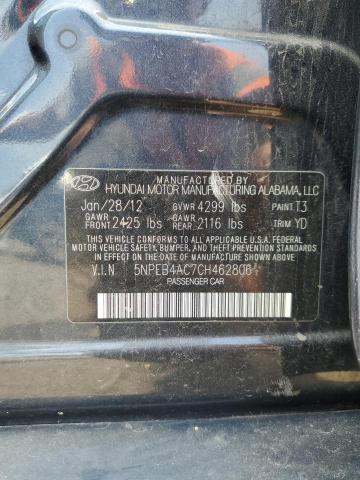 MANUFACTURED BY
HYUNDAI MOTOR MANUFACTURING ALABAMA, LLC
Jan/28/12 GVWR 4299 lbs PAINT T3
GAWR FRONT 2425 lbs GAWR REAR 2116 lbs TRIM YD
THIS VEHICLE CONFORMS TO ALL APPLICABLE U.S. FEDERAL
MOTOR VEHICLE SAFETY, BUMPER, AND THEFT PREVENTION
STANDARDS IN EFFECT ON THE DATE OF MANUFACTURE
SHOWN ABOVE.
V.I.N 5NPEB4AC7CH462806
PASSENGER CAR